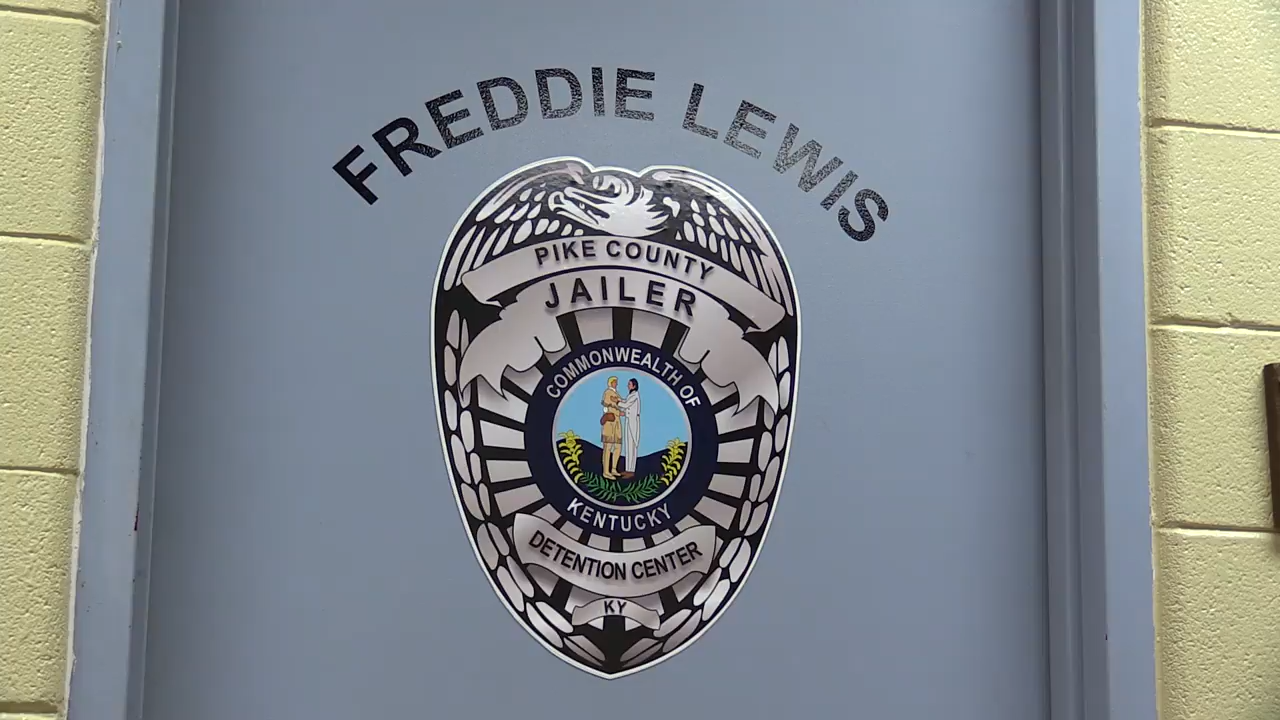 FREDDIE LEWIS
PIKE COUNTY
JAILER
COMMONWEALTH OF
KENTUCKY
DETENTION CENTER
KY